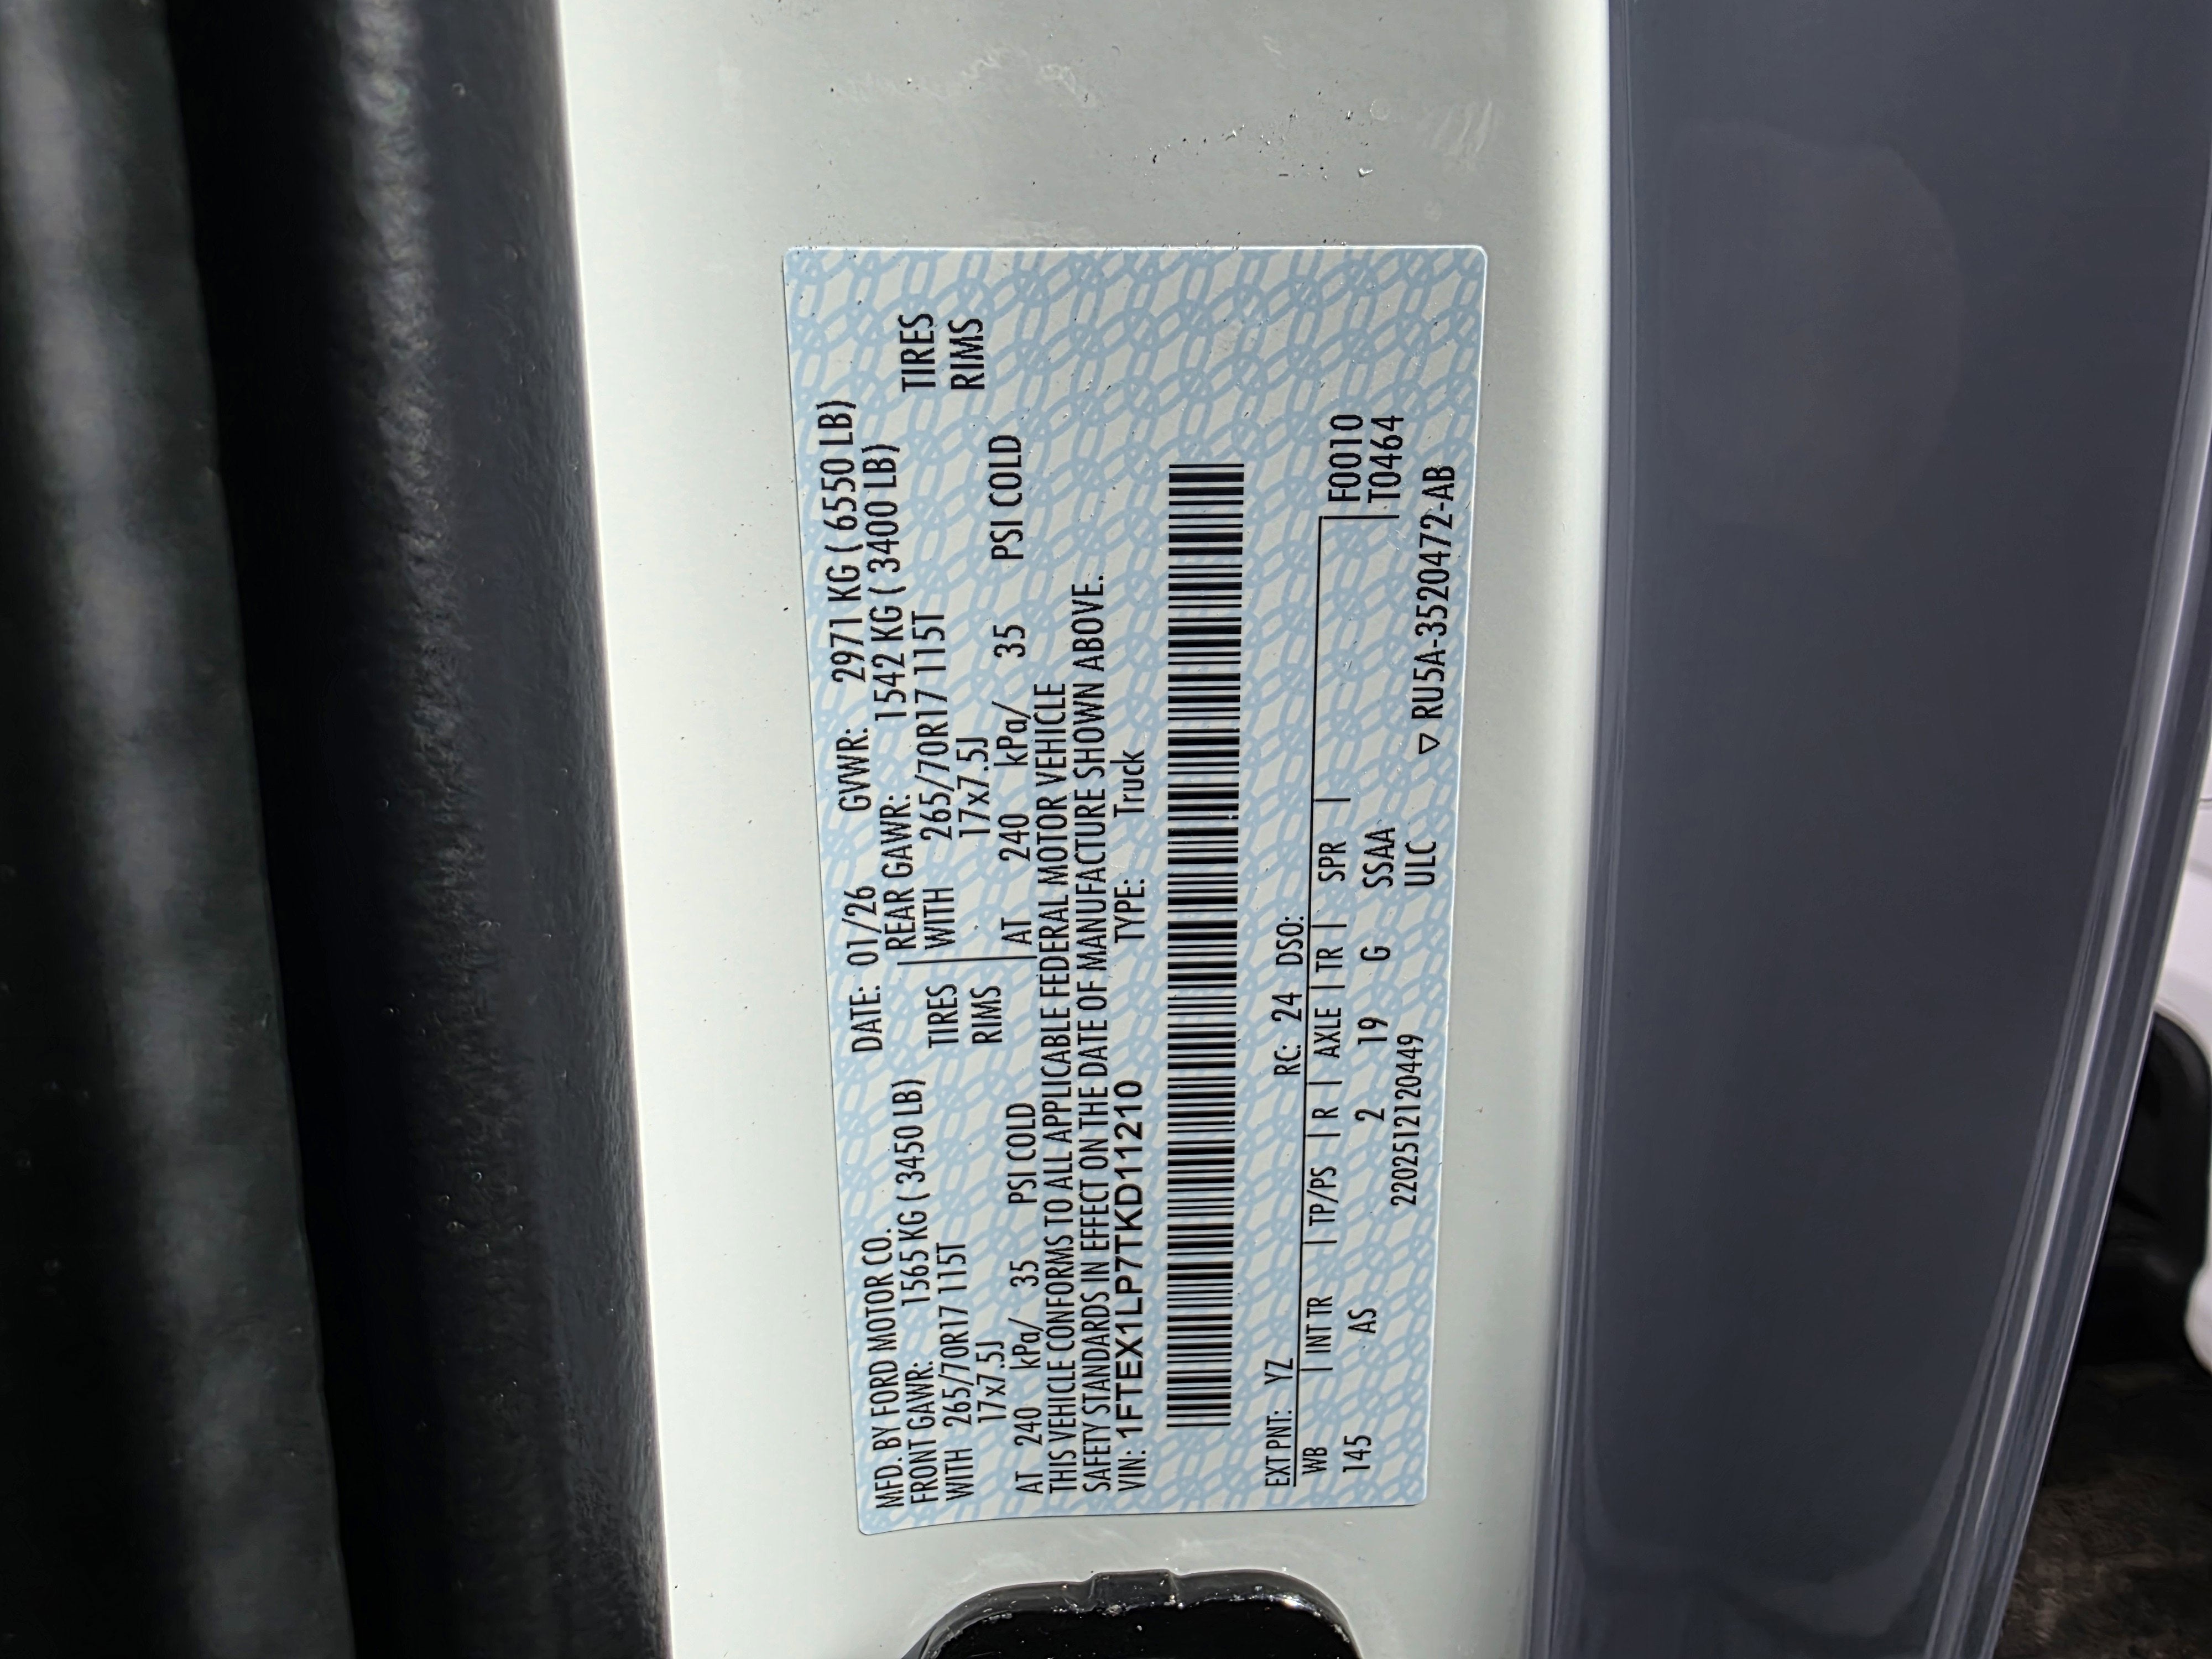 MFD. BY FORD MOTOR CO. DATE: 01/26 GVWR: 2971 KG ( 6550 LB)
FRONT GAWR: 1565 KG ( 3450 LB) REAR GAWR: 1542 KG ( 3400 LB)
WITH 265/70R17 115T TIRES WITH 265/70R17 115T TIRES
17x7.5J RIMS 17x7.5J RIMS
AT 240 kPa/ 35 PSI COLD AT 240 kPa/ 35 PSI COLD
THIS VEHICLE CONFORMS TO ALL APPLICABLE FEDERAL MOTOR VEHICLE
SAFETY STANDARDS IN EFFECT ON THE DATE OF MANUFACTURE SHOWN ABOVE.
VIN: 1FTEX1LP7TKD11210 TYPE: Truck
EXT PNT: YZ RC: 24 DSO:
WB | INT TR | TP/PS | R | AXLE | TR | SPR | F0010
145 AS 2 19 G SSAA T0464
220251212044​9 ULC ▽ RU5A-3520472-AB